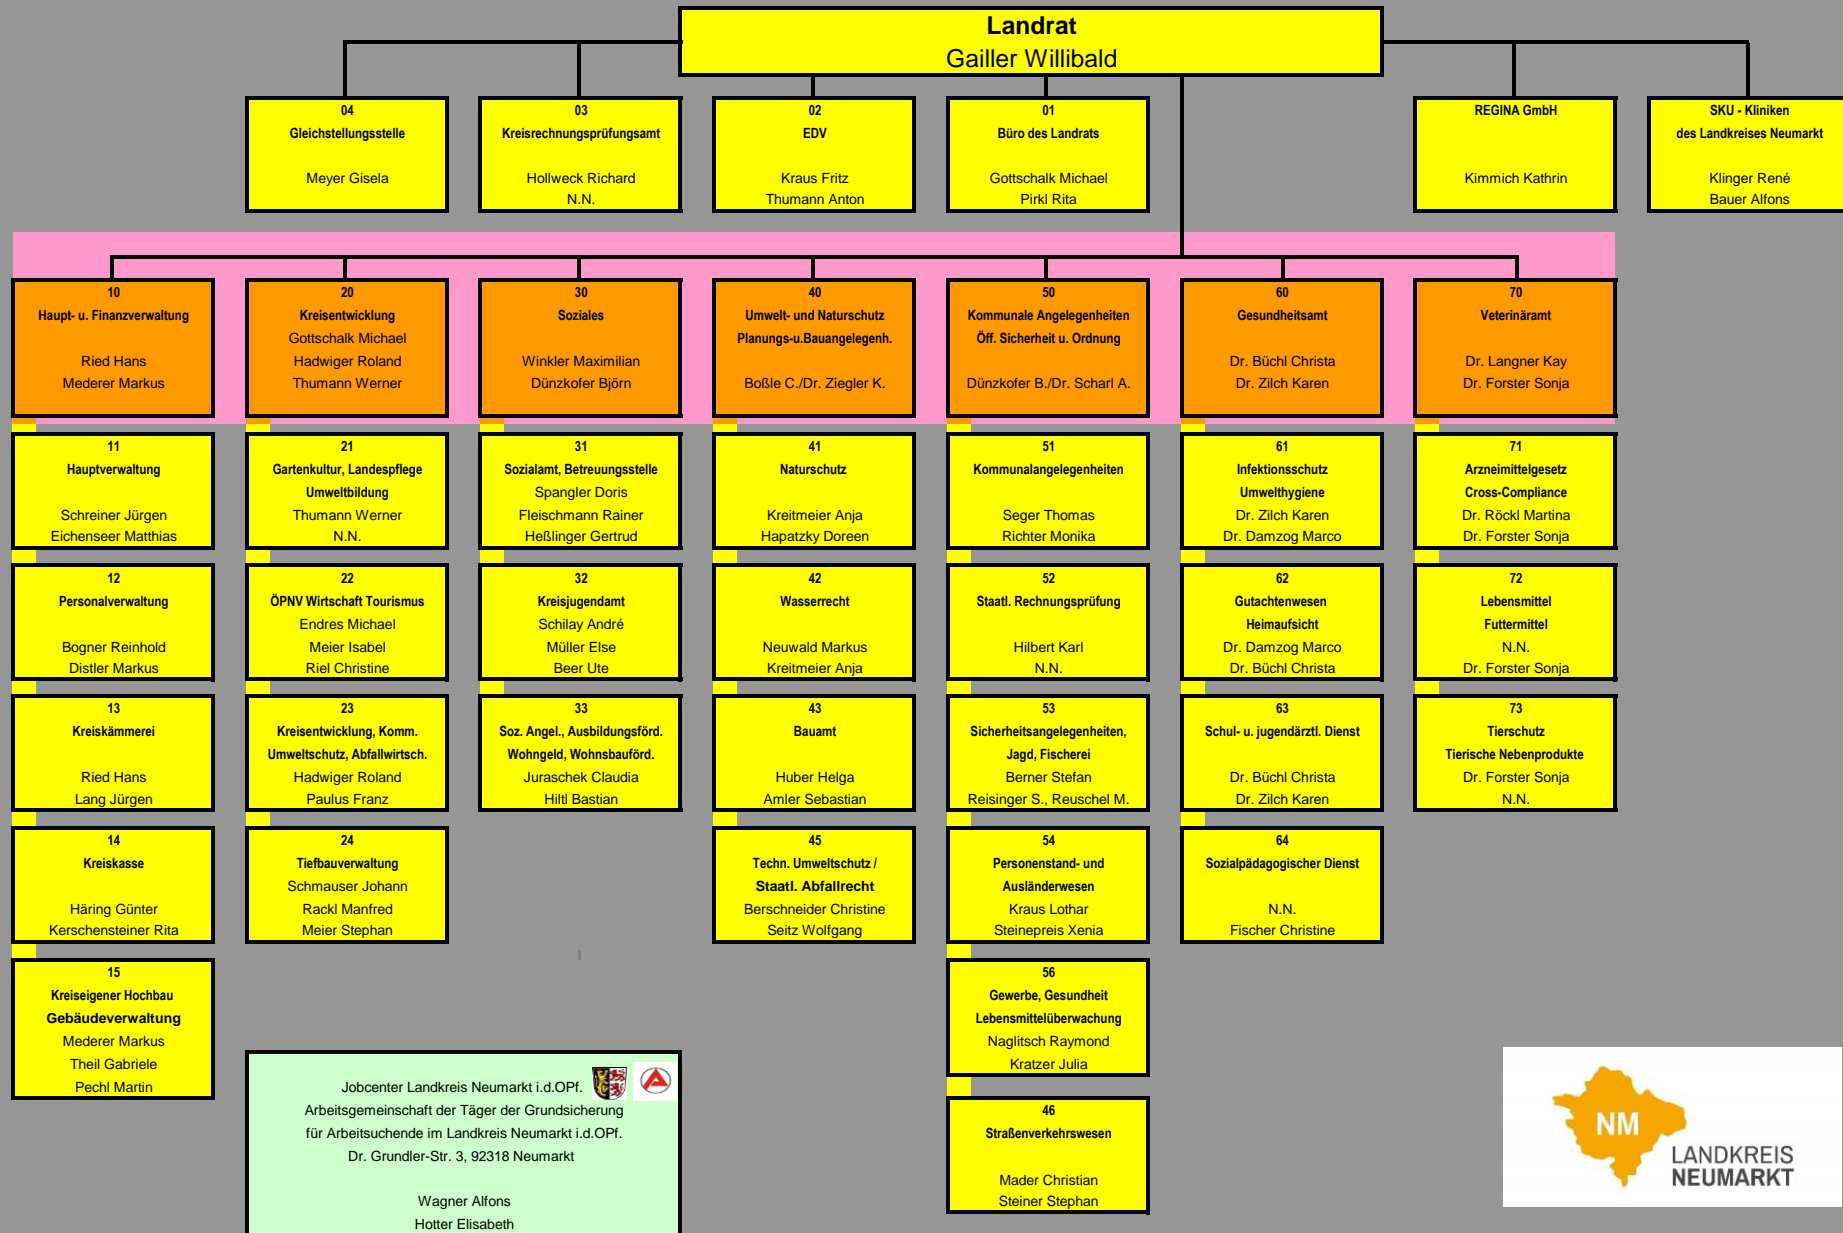 Landrat
Gailler Willibald
04
Gleichstellungsstelle
Meyer Gisela
03
Kreisrechnungsprüfungsamt
Hollweck Richard
N.N.
02
EDV
Kraus Fritz
Thumann Anton
01
Büro des Landrats
Gottschalk Michael
Pirkl Rita
REGINA GmbH
Kimmich Kathrin
SKU - Kliniken
des Landkreises Neumarkt
Klinger René
Bauer Alfons
10
Haupt- u. Finanzverwaltung
Ried Hans
Mederer Markus
20
Kreisentwicklung
Gottschalk Michael
Hadwiger Roland
Thumann Werner
30
Soziales
Winkler Maximilian
Dünzkofer Björn
40
Umwelt- und Naturschutz
Planungs-u.Bauangelegenh.
Boßle C./Dr. Ziegler K.
50
Kommunale Angelegenheiten
Öff. Sicherheit u. Ordnung
Dünzkofer B./Dr. Scharl A.
60
Gesundheitsamt
Dr. Büchl Christa
Dr. Zilch Karen
70
Veterinäramt
Dr. Langner Kay
Dr. Forster Sonja
11
Hauptverwaltung
Schreiner Jürgen
Eichenseer Matthias
21
Gartenkultur, Landespflege
Umweltbildung
Thumann Werner
N.N.
31
Sozialamt, Betreuungsstelle
Spangler Doris
Fleischmann Rainer
Heßlinger Gertrud
41
Naturschutz
Kreitmeier Anja
Hapatzky Doreen
51
Kommunalangelegenheiten
Seger Thomas
Richter Monika
61
Infektionsschutz
Umwelthygiene
Dr. Zilch Karen
Dr. Damzog Marco
71
Arzneimittelgesetz
Cross-Compliance
Dr. Röckl Martina
Dr. Forster Sonja
12
Personalverwaltung
Bogner Reinhold
Distler Markus
22
ÖPNV Wirtschaft Tourismus
Endres Michael
Meier Isabel
Riel Christine
32
Kreisjugendamt
Schilay André
Müller Else
Beer Ute
42
Wasserrecht
Neuwald Markus
Kreitmeier Anja
52
Staatl. Rechnungsprüfung
Hilbert Karl
N.N.
62
Gutachtenwesen
Heimaufsicht
Dr. Damzog Marco
Dr. Büchl Christa
72
Lebensmittel
Futtermittel
N.N.
Dr. Forster Sonja
13
Kreiskämmerei
Ried Hans
Lang Jürgen
23
Kreisentwicklung, Komm.
Umweltschutz, Abfallwirtsch.
Hadwiger Roland
Paulus Franz
33
Soz. Angel., Ausbildungsförd.
Wohngeld, Wohnsbauförd.
Juraschek Claudia
Hiltl Bastian
43
Bauamt
Huber Helga
Amler Sebastian
53
Sicherheitsangelegenheiten,
Jagd, Fischerei
Berner Stefan
Reisinger S., Reuschel M.
63
Schul- u. jugendärztl. Dienst
Dr. Büchl Christa
Dr. Zilch Karen
73
Tierschutz
Tierische Nebenprodukte
Dr. Forster Sonja
N.N.
14
Kreiskasse
Häring Günter
Kerschensteiner Rita
24
Tiefbauverwaltung
Schmauser Johann
Rackl Manfred
Meier Stephan
45
Techn. Umweltschutz /
Staatl. Abfallrecht
Berschneider Christine
Seitz Wolfgang
54
Personenstand- und
Ausländerwesen
Kraus Lothar
Steinepreis Xenia
64
Sozialpädagogischer Dienst
N.N.
Fischer Christine
15
Kreiseigener Hochbau
Gebäudeverwaltung
Mederer Markus
Theil Gabriele
Pechl Martin
56
Gewerbe, Gesundheit
Lebensmittelüberwachung
Naglitsch Raymond
Kratzer Julia
46
Straßenverkehrswesen
Mader Christian
Steiner Stephan
Jobcenter Landkreis Neumarkt i.d.OPf.
Arbeitsgemeinschaft der Täger der Grundsicherung
für Arbeitsuchende im Landkreis Neumarkt i.d.OPf.
Dr. Grundler-Str. 3, 92318 Neumarkt
Wagner Alfons
Hotter Elisabeth
NM
LANDKREIS
NEUMARKT